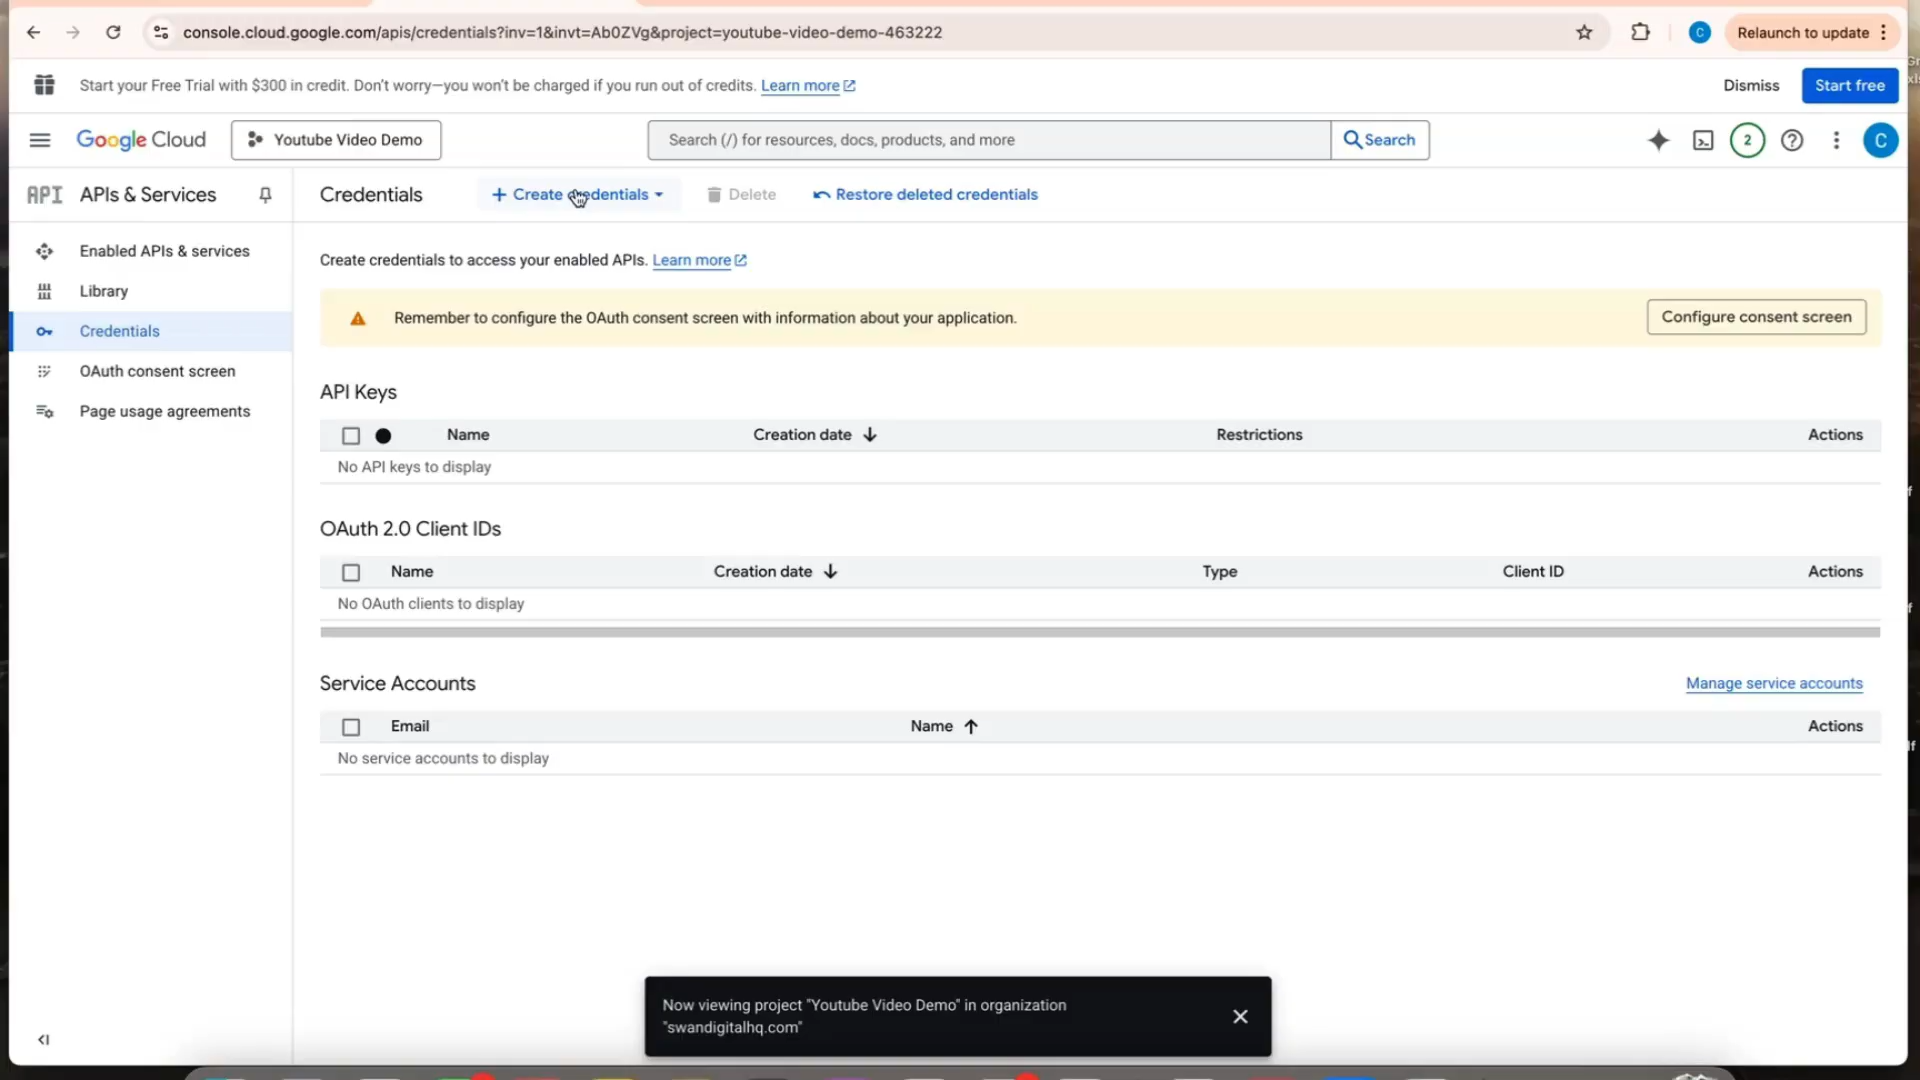 console.cloud.google.com/apis/credentials?inv=1&invt=Ab0ZVg&project=youtube-video-demo-463222
C
Relaunch to update
Start your Free Trial with $300 in credit. Don't worry—you won't be charged if you run out of credits. Learn more
Dismiss
Start free
Google Cloud
Youtube Video Demo
Search (/) for resources, docs, products, and more
Search
2
C
API APIs & Services
Credentials
Create credentials
Delete
Restore deleted credentials
Enabled APIs & services
Library
Credentials
OAuth consent screen
Page usage agreements
Create credentials to access your enabled APIs. Learn more
Remember to configure the OAuth consent screen with information about your application.
Configure consent screen
API Keys
Name
Creation date
Restrictions
Actions
No API keys to display
OAuth 2.0 Client IDs
Name
Creation date
Type
Client ID
Actions
No OAuth clients to display
Service Accounts
Manage service accounts
Email
Name
Actions
No service accounts to display
Now viewing project "Youtube Video Demo" in organization
"swandigitalhq.com"